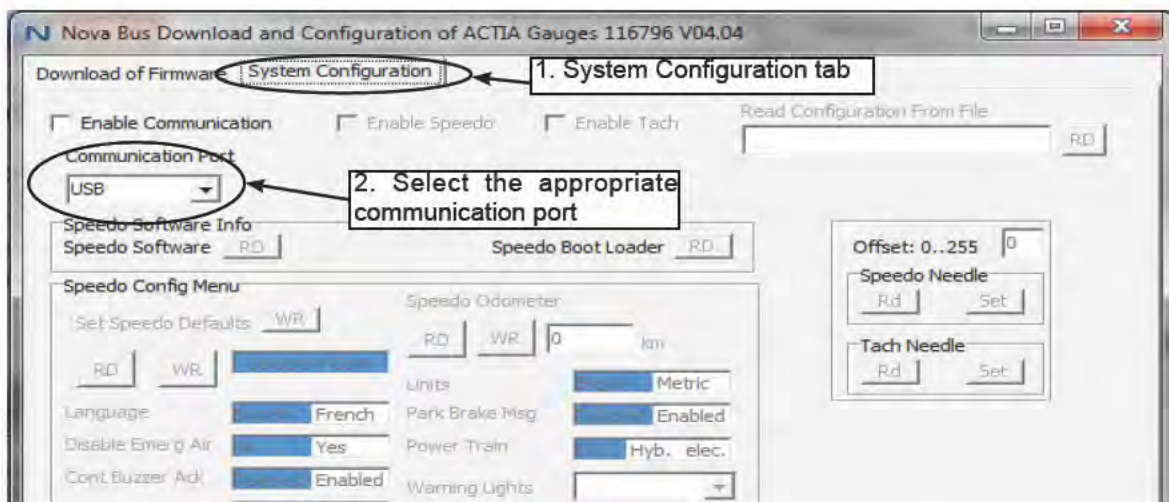 Nova Bus Download and Configuration of ACTIA Gauges 116796 V04.04
Download of Firmware System Configuration
1. System Configuration tab
Enable Communication Enable Speedo Enable Tach
Read Configuration From File
RD
Communication Port
USB
2. Select the appropriate
communication port
Speedo Software Info
Speedo Software RD Speedo Boot Loader RD
Offset: 0..255 0
Speedo Needle
Rd Set
Tach Needle
Rd Set
Speedo Config Menu
Set Speedo Defaults WR
RD WR
Speedo Odometer
RD WR 0 km
Units Metric
Language French
Park Brake Msg Enabled
Disable Emerg Air Yes
Power Train Hyb. elec.
Cont Buzzer Ack Enabled
Warning Lights